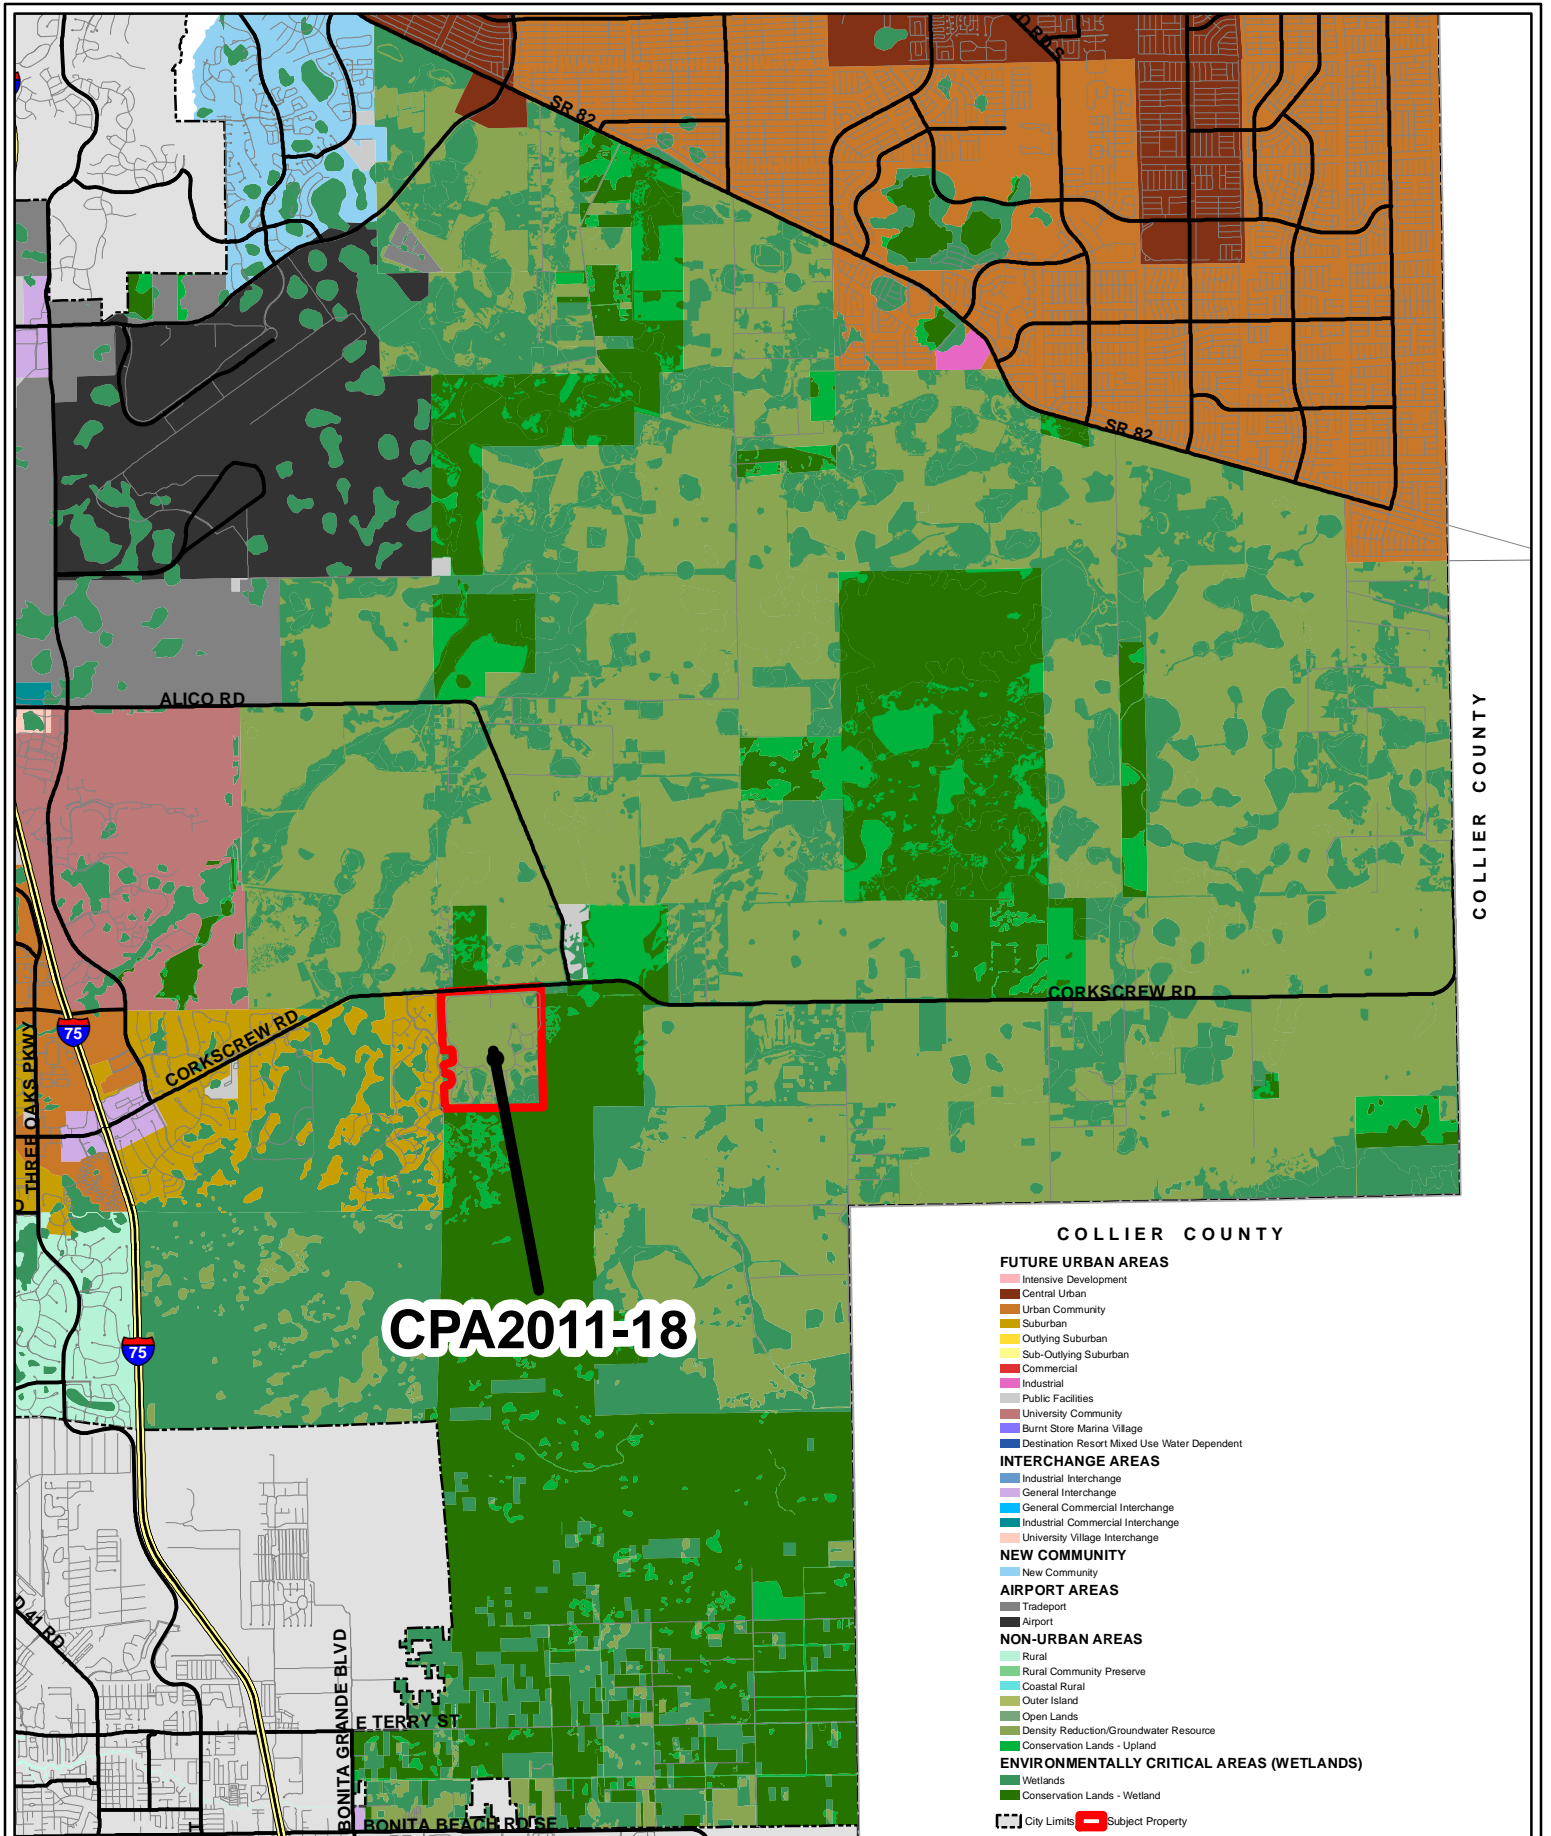 D RD S
SR 82
SR 82
ALICO RD
COLLIER COUNTY
CORKSCREW RD
75
CORKSCREW RD
THREE OAKS PKWY
75
CPA2011-18
D 41 RD
BONITA GRANDE BLVD
E TERRY ST
BONITA BEACH RD SE
COLLIER COUNTY
FUTURE URBAN AREAS
Intensive Development
Central Urban
Urban Community
Suburban
Outlying Suburban
Sub-Outlying Suburban
Commercial
Industrial
Public Facilities
University Community
Burnt Store Marina Village
Destination Resort Mixed Use Water Dependent
INTERCHANGE AREAS
Industrial Interchange
General Interchange
General Commercial Interchange
Industrial Commercial Interchange
University Village Interchange
NEW COMMUNITY
New Community
AIRPORT AREAS
Tradeport
Airport
NON-URBAN AREAS
Rural
Rural Community Preserve
Coastal Rural
Outer Island
Open Lands
Density Reduction/Groundwater Resource
Conservation Lands - Upland
ENVIRONMENTALLY CRITICAL AREAS (WETLANDS)
Wetlands
Conservation Lands - Wetland
City Limits
Subject Property